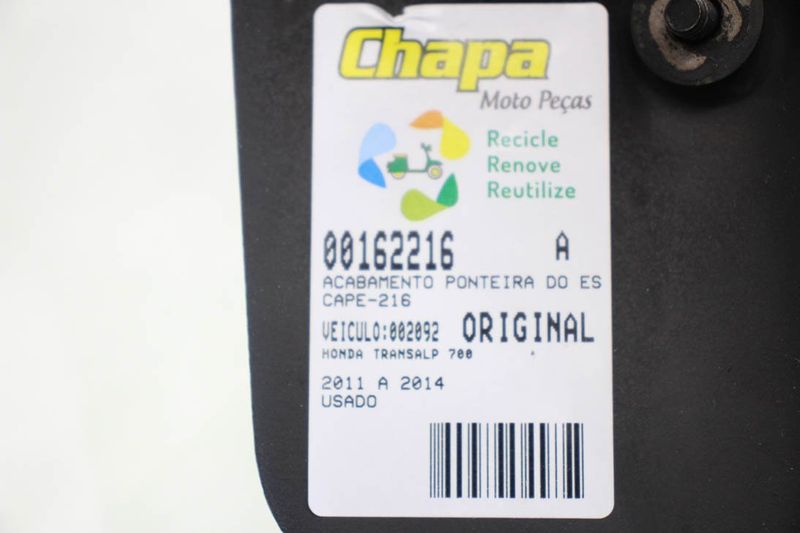 Chapa
Moto Peças
Recicle
Renove
Reutilize
00162216 A
ACABAMENTO PONTEIRA DO ES
CAPE-216
VEICULO:002092 ORIGINAL
HONDA TRANSALP 700
2011 A 2014
USADO